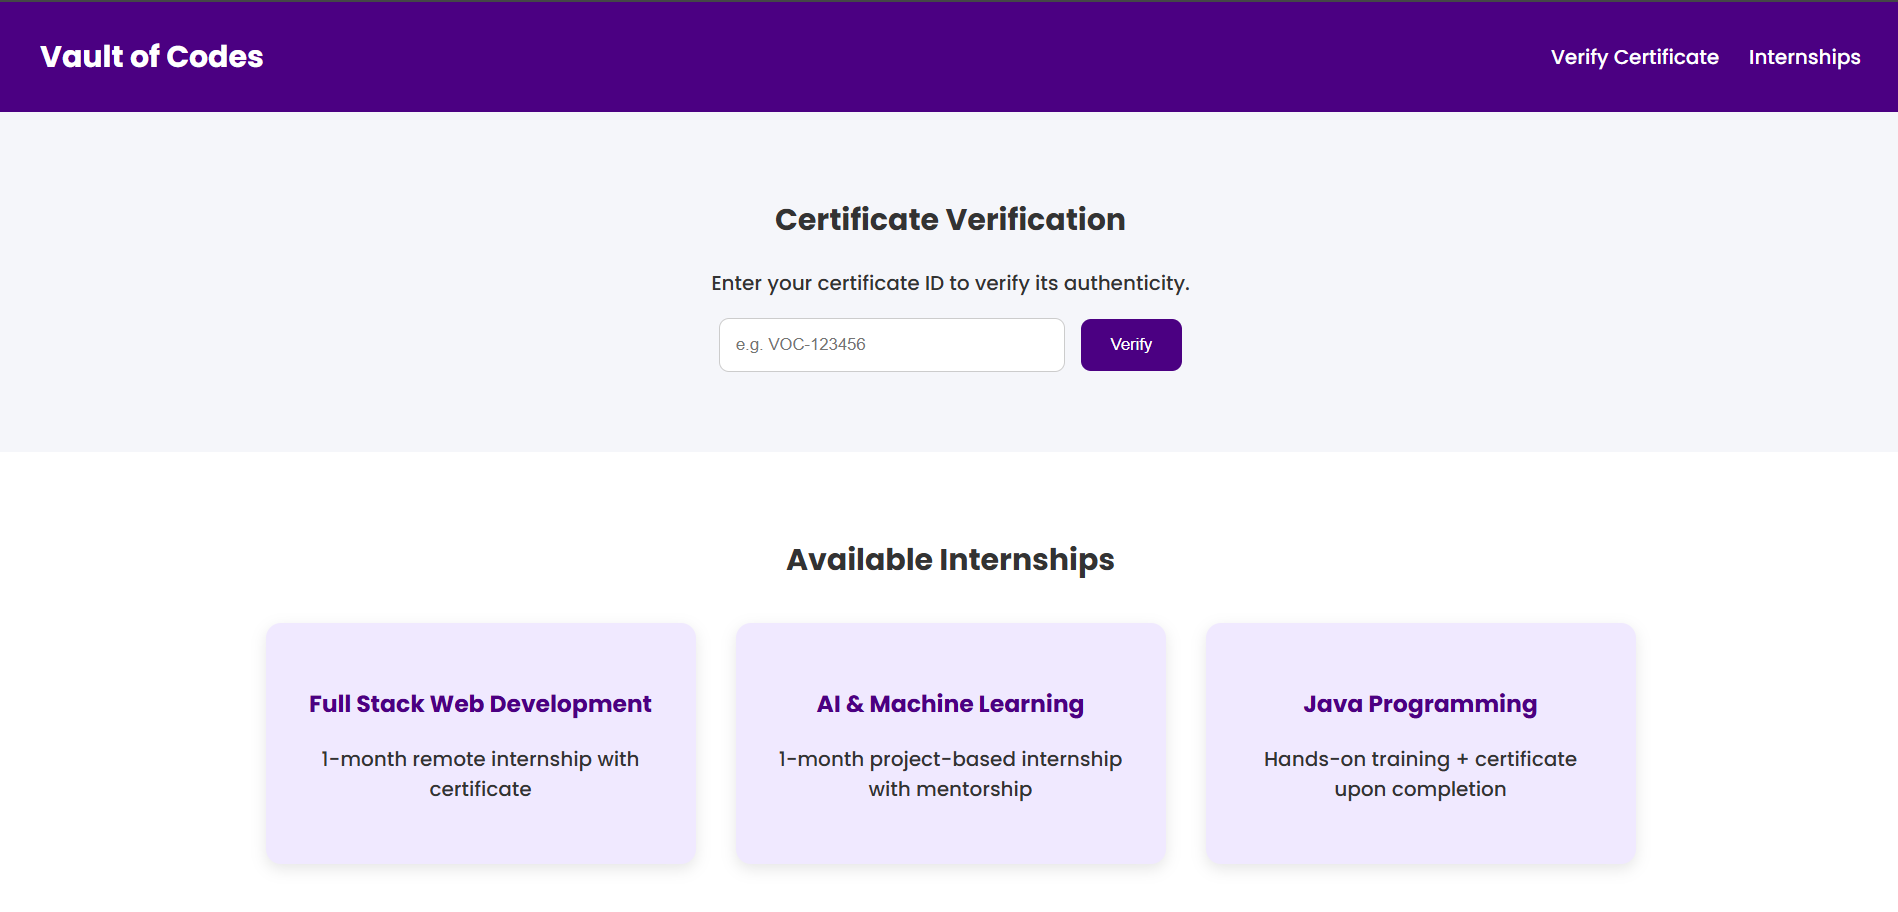 Vault of Codes
Verify Certificate Internships
Certificate Verification
Enter your certificate ID to verify its authenticity.
e.g. VOC-123456
Verify
Available Internships
Full Stack Web Development
1-month remote internship with
certificate
AI & Machine Learning
1-month project-based internship
with mentorship
Java Programming
Hands-on training + certificate
upon completion